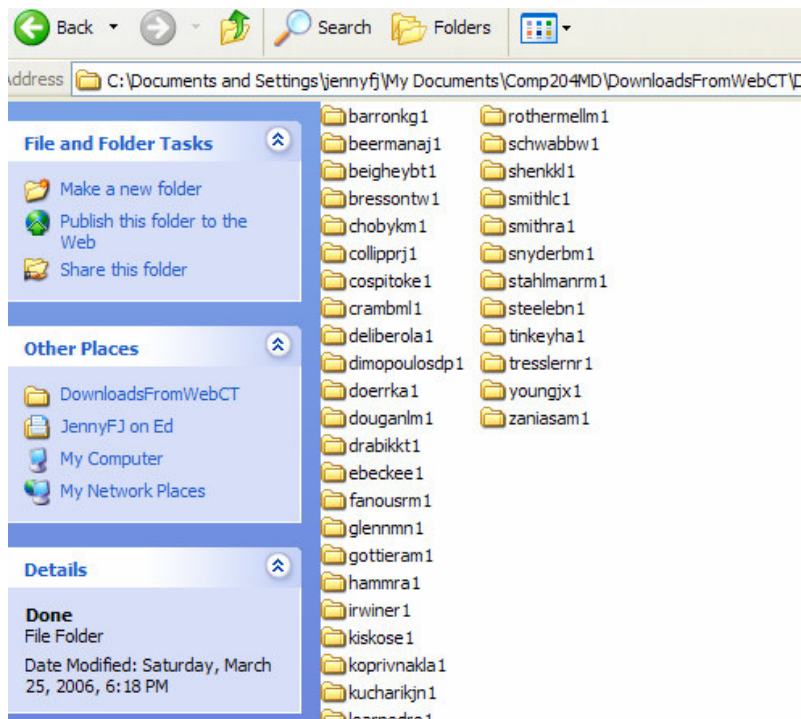 Back
Search
Folders
Address
C:\Documents and Settings\jennyfj\My Documents\Comp204MD\DownloadsFromWebCT\D
File and Folder Tasks
Make a new folder
Publish this folder to the
Web
Share this folder
Other Places
DownloadsFromWebCT
JennyFJ on Ed
My Computer
My Network Places
Details
Done
File Folder
Date Modified: Saturday, March
25, 2006, 6:18 PM
barronkg1
beermanaj1
beigheybt1
bressontw1
chobykm1
collipprj1
cospitoke1
crambml1
deliberola1
dimopoulosdp1
doerrka1
douganlm1
drabikkt1
ebeckee1
fanousrm1
glennmn1
gottieram1
hammra1
irwiner1
kiskose1
koprivnakla1
kucharikjn1
rothermellm1
schwabbw1
shenkkl1
smithlc1
smithra1
snyderbm1
stahlmanrm1
steelebn1
tinkeyha1
tresslernr1
youngjx1
zaniasam1